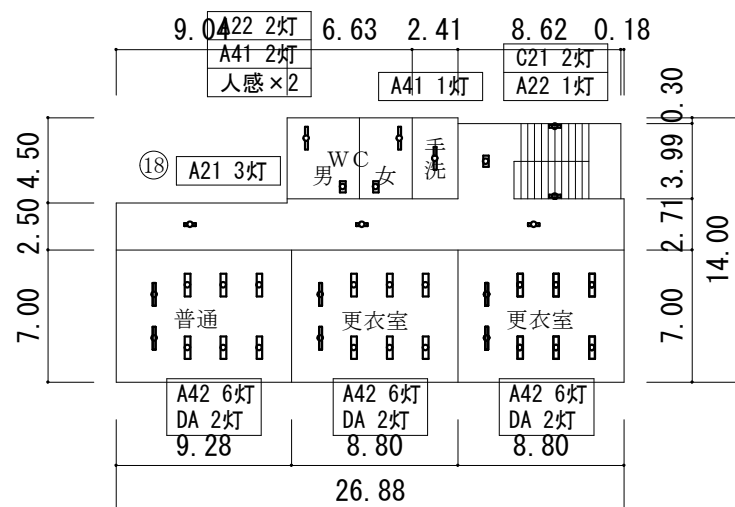 9.04 6.63 2.41 8.62 0.18
A22 2灯
A41 2灯
人感×2
A41 1灯
C21 2灯
A22 1灯
0.30
3.99
2.71
7.00
14.00
4.50
2.50
7.00
⑱
A21 3灯
WC
男 女
手洗
普通
更衣室
更衣室
A42 6灯
DA 2灯
A42 6灯
DA 2灯
A42 6灯
DA 2灯
9.28 8.80 8.80
26.88